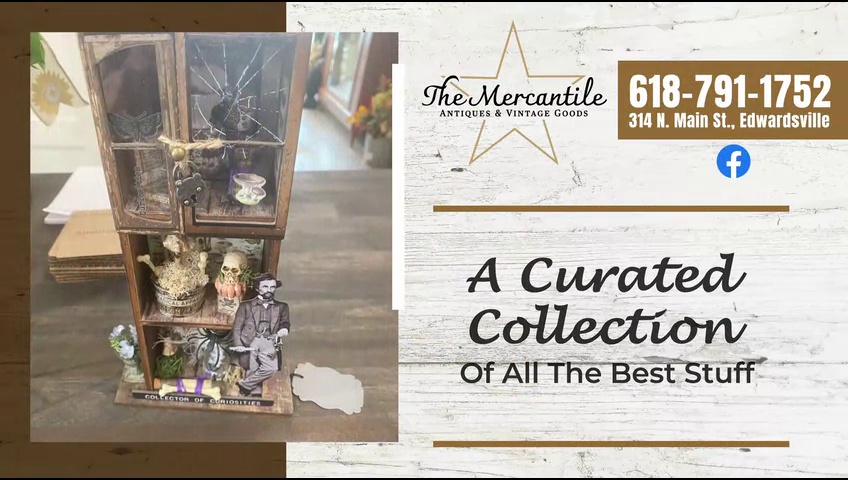 The Mercantile
ANTIQUES & VINTAGE GOODS
618-791-1752
314 N. Main St., Edwardsville
A Curated
Collection
Of All The Best Stuff
COLLECTOR OF CURIOSITIES